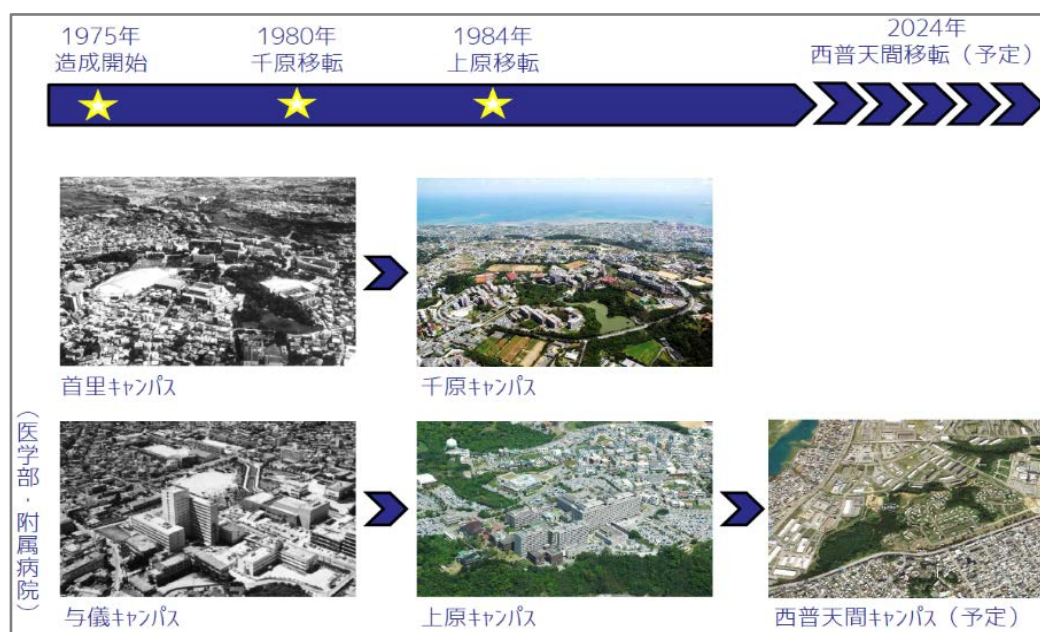 1975年
造成開始
1980年
千原移転
1984年
上原移転
2024年
西普天間移転（予定）
首里キャンパス
千原キャンパス
（医学部・附属病院）
与儀キャンパス
上原キャンパス
西普天間キャンパス（予定）